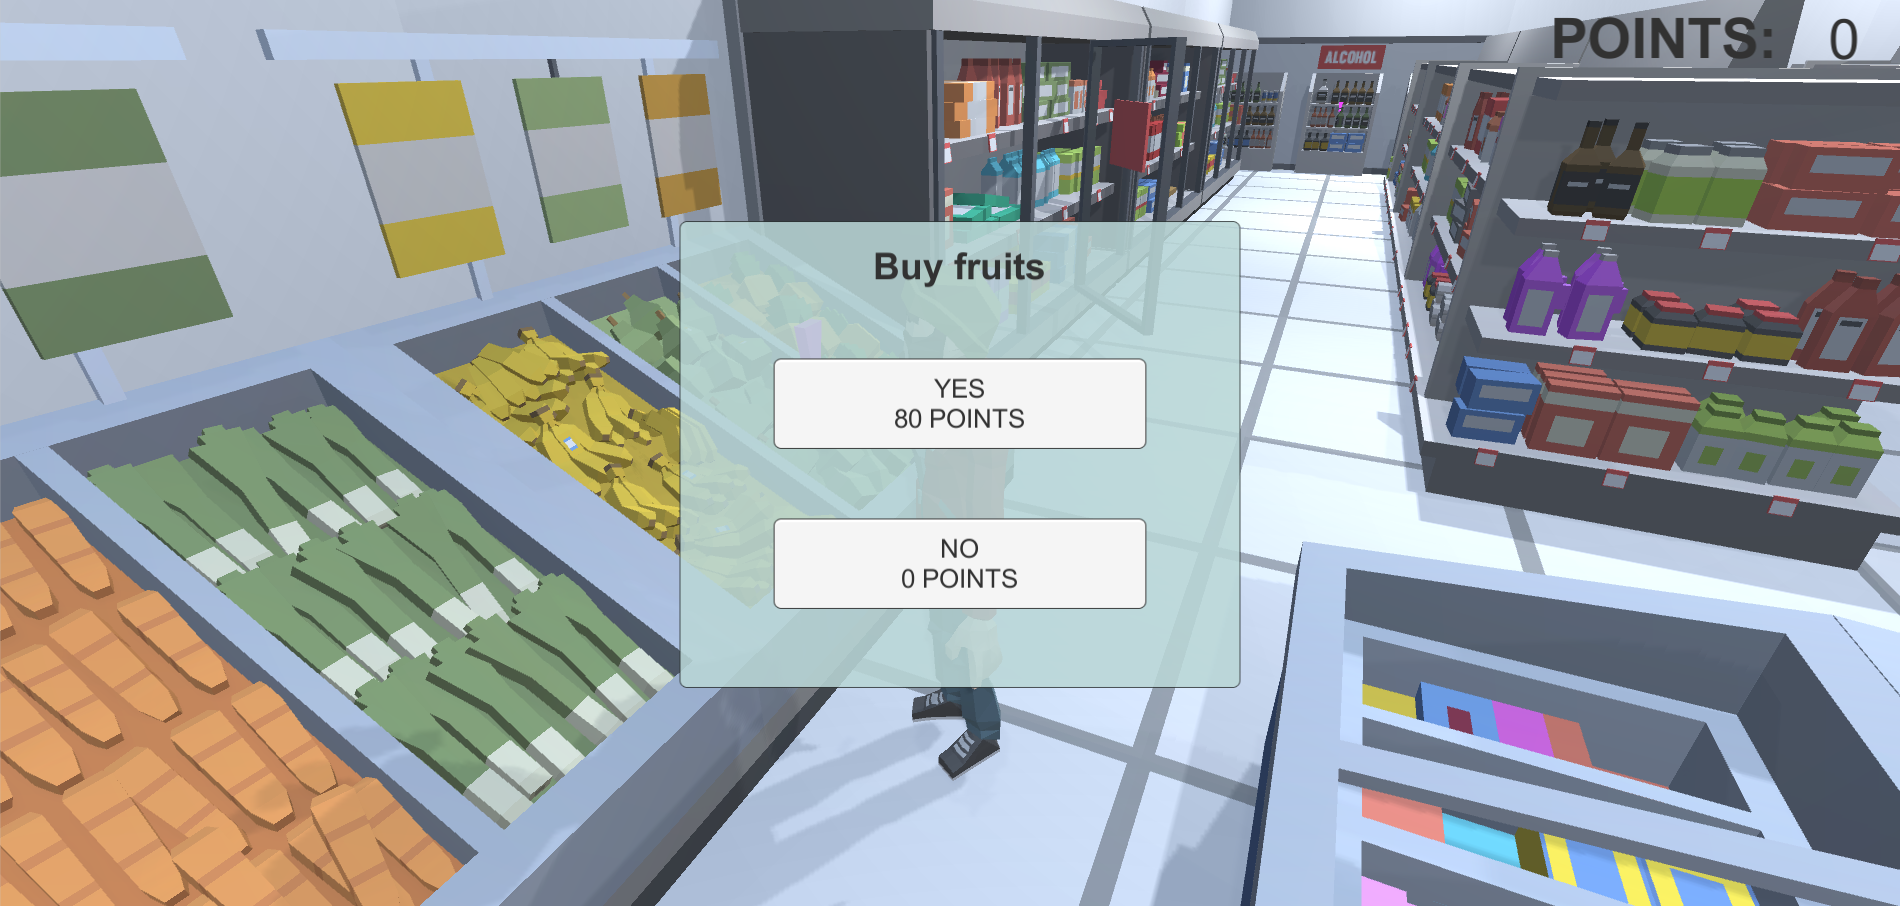 POINTS: 0
ALCOHOL
Buy fruits
YES
80 POINTS
NO
0 POINTS